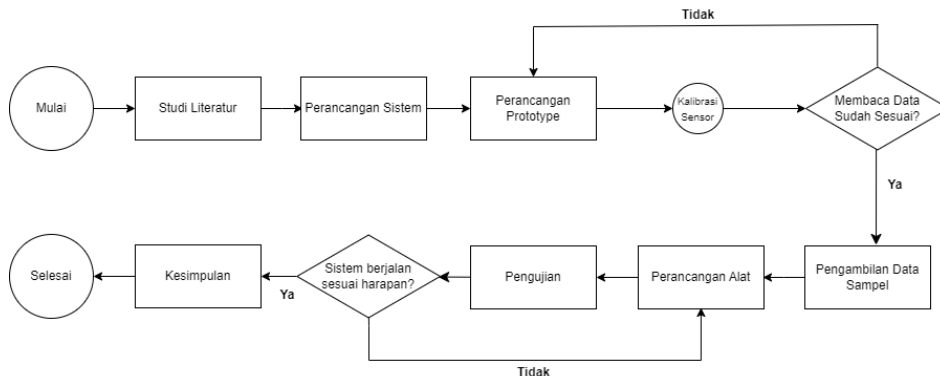 Tidak
Mulai
Studi Literatur
Perancangan Sistem
Perancangan
Prototype
Kalibrasi
Sensor
Membaca Data
Sudah Sesuai?
Ya
Selesai
Kesimpulan
Ya
Sistem berjalan
sesuai harapan?
Pengujian
Perancangan Alat
Pengambilan Data
Sampel
Tidak